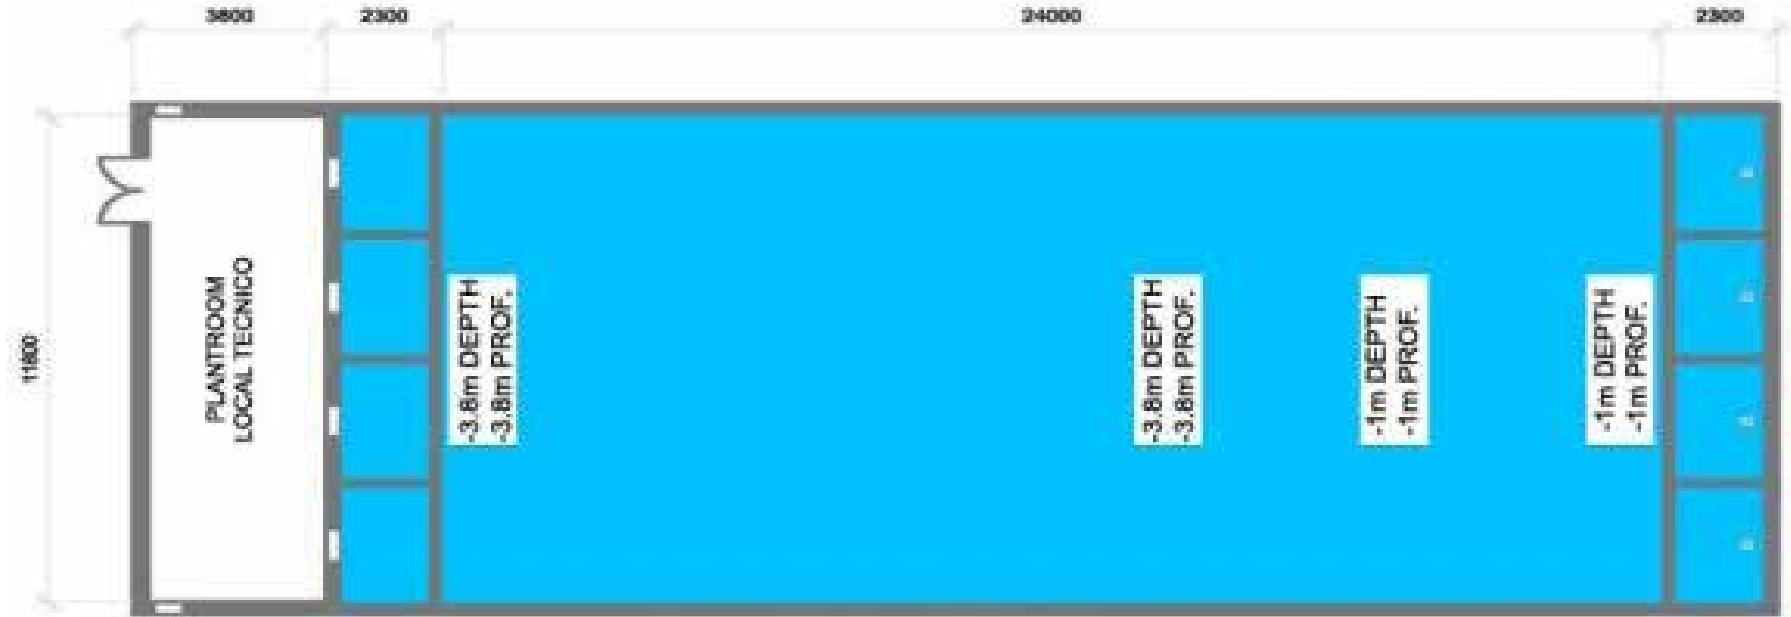 3800
2300
24000
2300
11800
PLANTROOM
LOCAL TECNICO
-3.8m DEPTH
-3.8m PROF.
-3.8m DEPTH
-3.8m PROF.
-1m DEPTH
-1m PROF.
-1m DEPTH
-1m PROF.